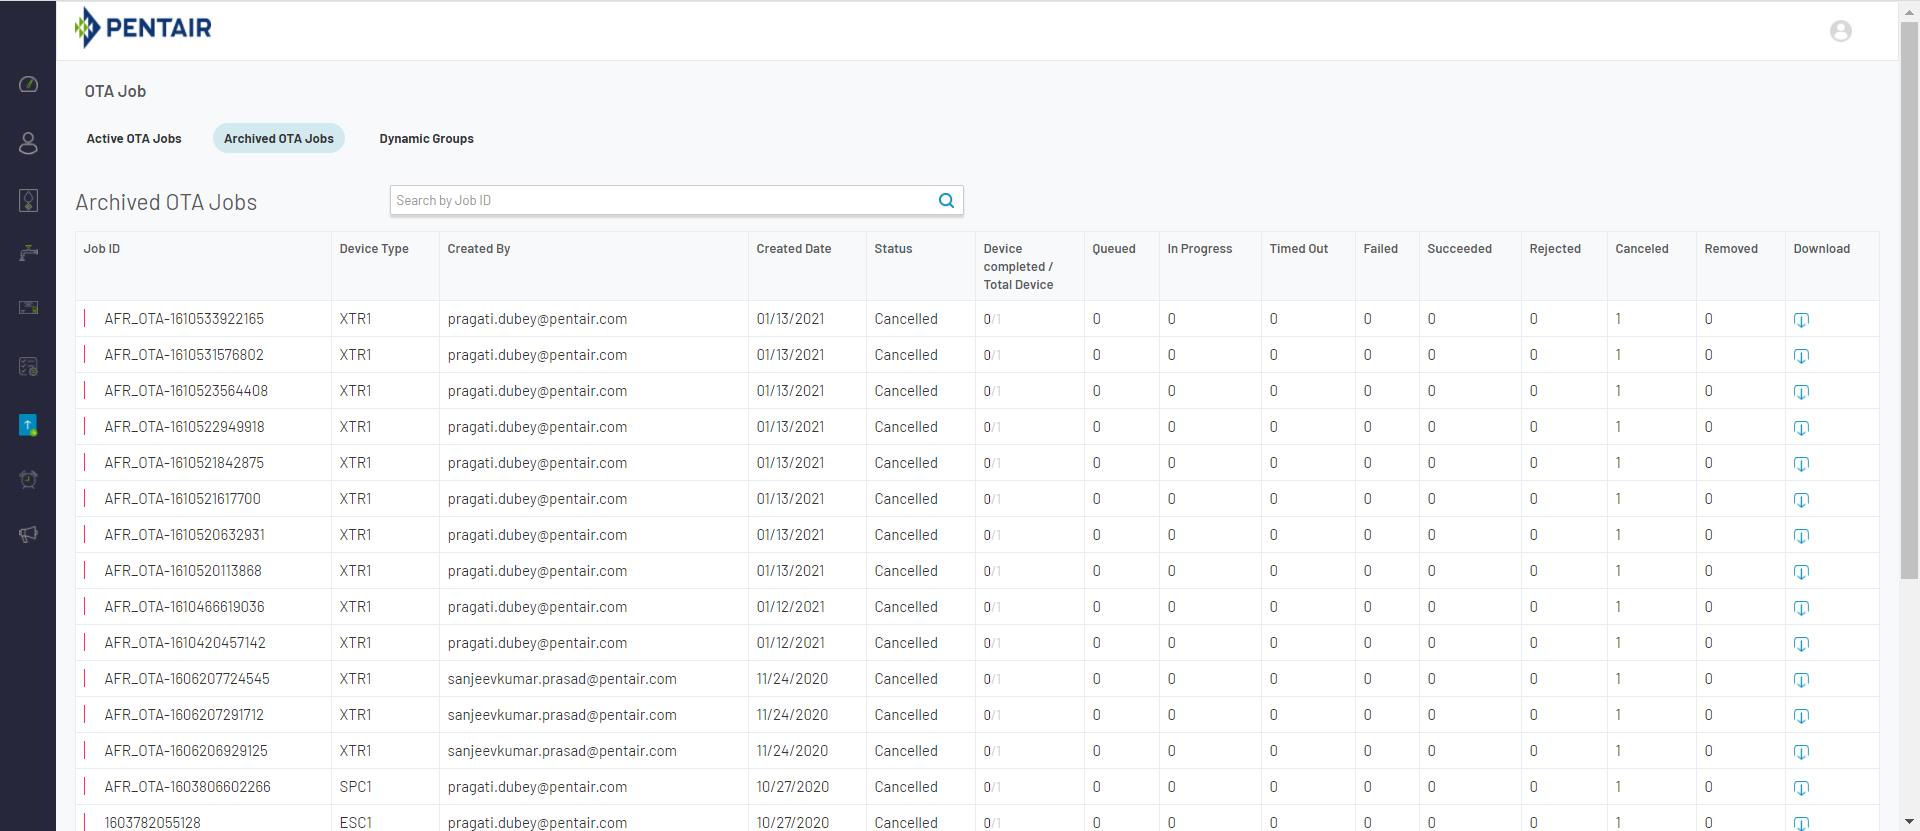 PENTAIR
OTA Job
Active OTA Jobs Archived OTA Jobs Dynamic Groups
Archived OTA Jobs Search by Job ID
Job ID Device Type Created By Created Date Status Device completed / Total Device Queued In Progress Timed Out Failed Succeeded Rejected Canceled Removed Download
AFR_OTA-1610533922165 XTR1 pragati.dubey@pentair.com 01/13/2021 Cancelled 0/1 0 0 0 0 0 0 1 0
AFR_OTA-1610531576802 XTR1 pragati.dubey@pentair.com 01/13/2021 Cancelled 0/1 0 0 0 0 0 0 1 0
AFR_OTA-1610523564408 XTR1 pragati.dubey@pentair.com 01/13/2021 Cancelled 0/1 0 0 0 0 0 0 1 0
AFR_OTA-1610522949918 XTR1 pragati.dubey@pentair.com 01/13/2021 Cancelled 0/1 0 0 0 0 0 0 1 0
AFR_OTA-1610521842875 XTR1 pragati.dubey@pentair.com 01/13/2021 Cancelled 0/1 0 0 0 0 0 0 1 0
AFR_OTA-1610521617700 XTR1 pragati.dubey@pentair.com 01/13/2021 Cancelled 0/1 0 0 0 0 0 0 1 0
AFR_OTA-1610520632931 XTR1 pragati.dubey@pentair.com 01/13/2021 Cancelled 0/1 0 0 0 0 0 0 1 0
AFR_OTA-1610520113868 XTR1 pragati.dubey@pentair.com 01/13/2021 Cancelled 0/1 0 0 0 0 0 0 1 0
AFR_OTA-1610466619036 XTR1 pragati.dubey@pentair.com 01/12/2021 Cancelled 0/1 0 0 0 0 0 0 1 0
AFR_OTA-1610420457142 XTR1 pragati.dubey@pentair.com 01/12/2021 Cancelled 0/1 0 0 0 0 0 0 1 0
AFR_OTA-1606207724545 XTR1 sanjeevkumar.prasad@pentair.com 11/24/2020 Cancelled 0/1 0 0 0 0 0 0 1 0
AFR_OTA-1606207291712 XTR1 sanjeevkumar.prasad@pentair.com 11/24/2020 Cancelled 0/1 0 0 0 0 0 0 1 0
AFR_OTA-1606206929125 XTR1 sanjeevkumar.prasad@pentair.com 11/24/2020 Cancelled 0/1 0 0 0 0 0 0 1 0
AFR_OTA-1603806602266 SPC1 pragati.dubey@pentair.com 10/27/2020 Cancelled 0/1 0 0 0 0 0 0 1 0
1603782055128 ESC1 pragati.dubey@pentair.com 10/27/2020 Cancelled 0/1 0 0 0 0 0 0 1 0